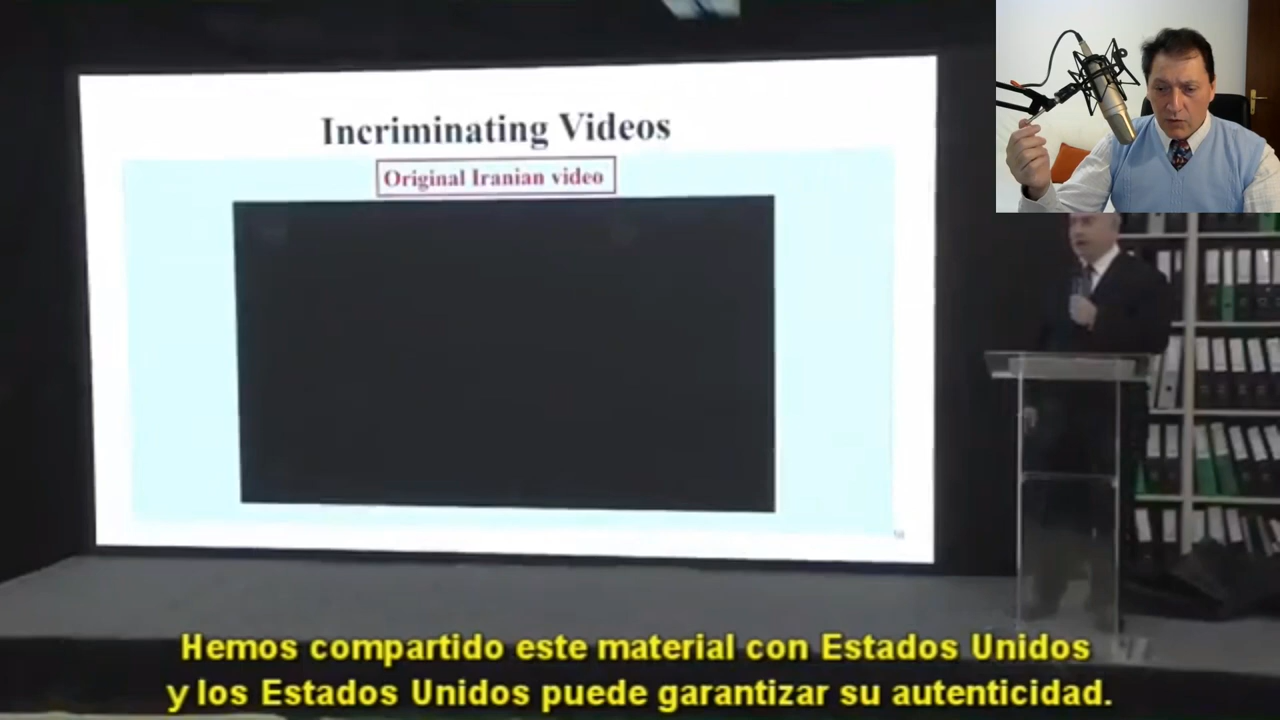 Incriminating Videos
Original Iranian video
Hemos compartido este material con Estados Unidos
y los Estados Unidos puede garantizar su autenticidad.